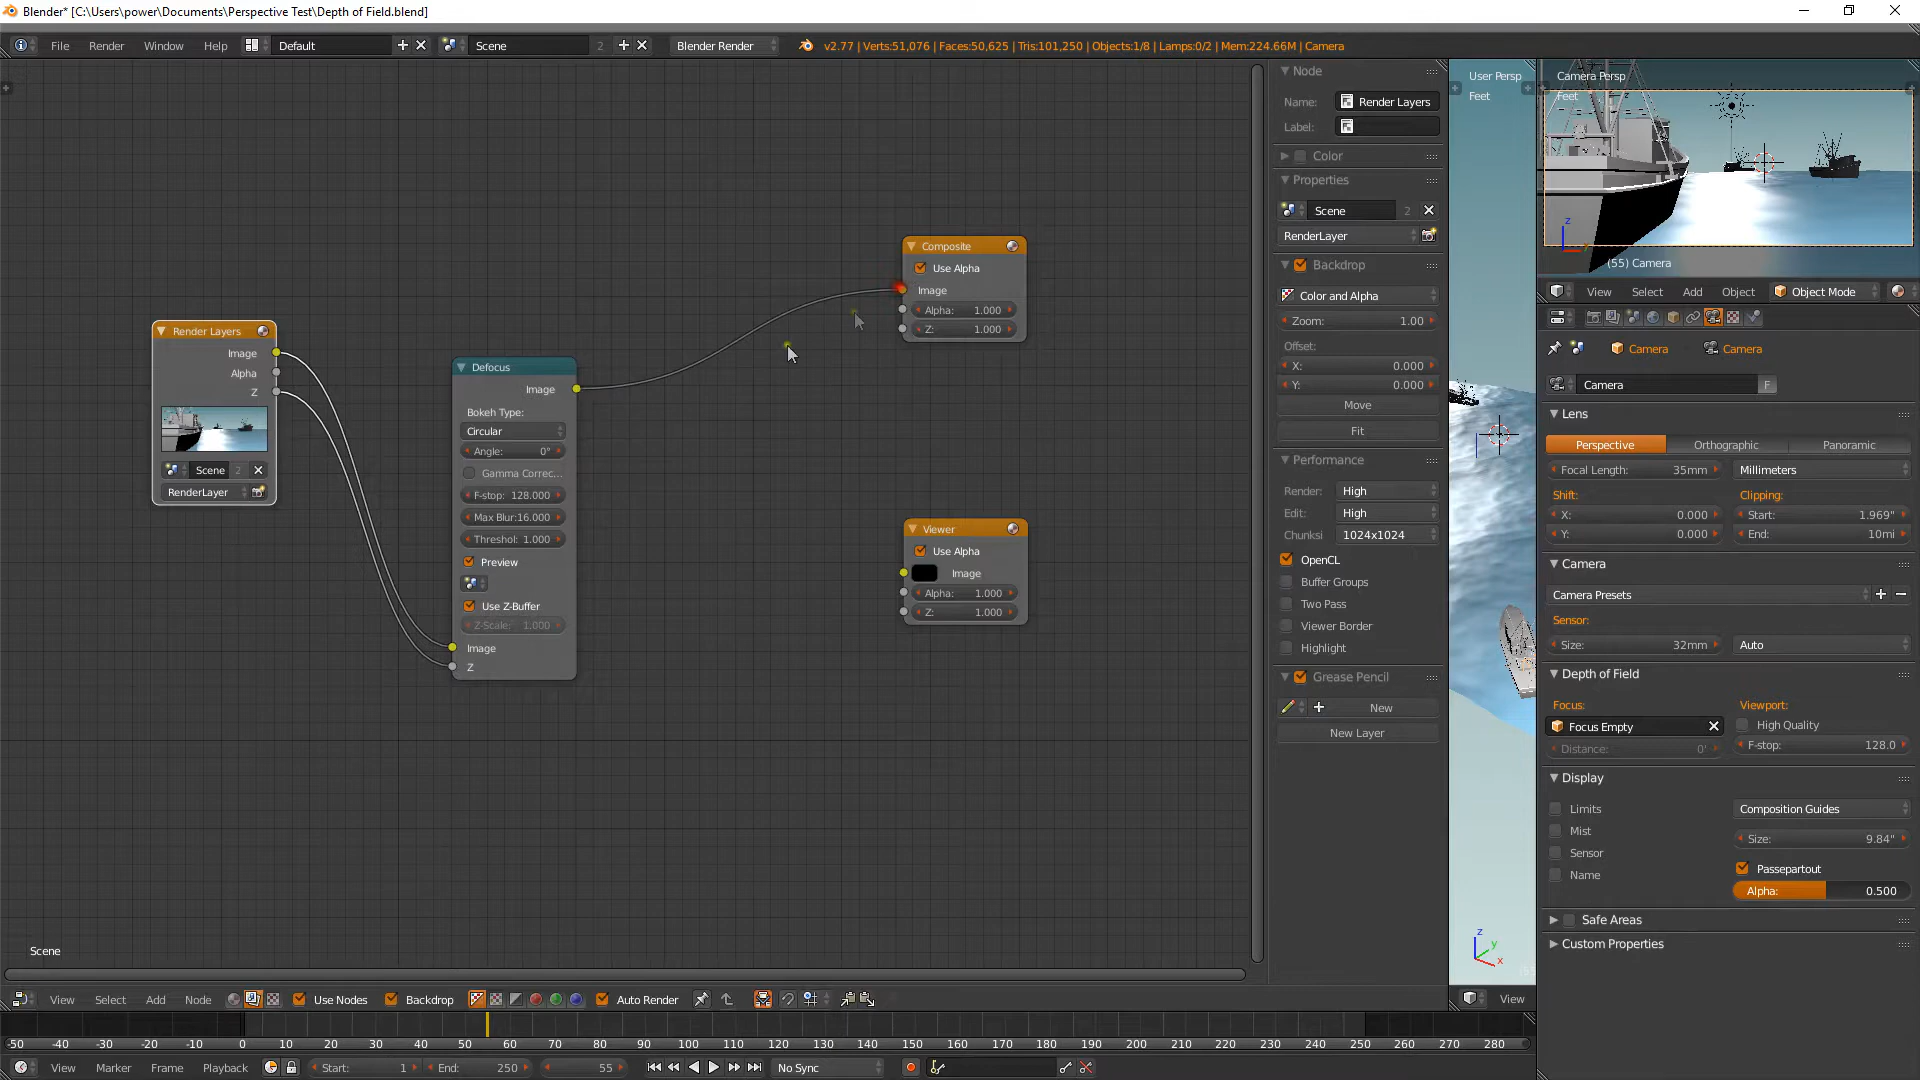 Blender* [C:\Users\power\Documents\Perspective Test\Depth of Field.blend]
File Render Window Help Default Scene 2 Blender Render v2.77 | Verts:51,076 | Faces:50,625 | Tris:101,250 | Objects:1/8 | Lamps:0/2 | Mem:224.66M | Camera
Render Layers
Image
Alpha
Z
Scene 2
RenderLayer
Defocus
Image
Bokeh Type:
Circular
Angle: 0°
Gamma Correc...
F-stop: 128.000
Max Blur:16.000
Threshol: 1.000
Preview
Use Z-Buffer
Z-Scale: 1.000
Image
Z
Composite
Use Alpha
Image
Alpha: 1.000
Z: 1.000
Viewer
Use Alpha
Image
Alpha: 1.000
Z: 1.000
Scene
Node
Name: Render Layers
Label:
Color
Properties
Scene 2
RenderLayer
Backdrop
Color and Alpha
Zoom: 1.00
Offset:
X: 0.000
Y: 0.000
Move
Fit
Performance
Render: High
Edit: High
Chunksi 1024x1024
OpenCL
Buffer Groups
Two Pass
Viewer Border
Highlight
Grease Pencil
New
New Layer
User Persp
Feet
Camera Persp
Feet
z
(55) Camera
View Select Add Object Object Mode
Camera Camera
Camera F
Lens
Perspective Orthographic Panoramic
Focal Length: 35mm Millimeters
Shift: Clipping:
X: 0.000 Start: 1.969"
Y: 0.000 End: 10mi
Camera
Camera Presets
Sensor:
Size: 32mm Auto
Depth of Field
Focus: Viewport:
Focus Empty High Quality
Distance: 0' F-stop: 128.0
Display
Limits Composition Guides
Mist Size: 9.84"
Sensor
Name Passepartout
Alpha: 0.500
Safe Areas
Custom Properties
z
y
x
View
View Select Add Node Use Nodes Backdrop Auto Render
-50 -40 -30 -20 -10 0 10 20 30 40 50 60 70 80 90 100 110 120 130 140 150 160 170 180 190 200 210 220 230 240 250 260 270 280
View Marker Frame Playback Start: 1 End: 250 55 No Sync